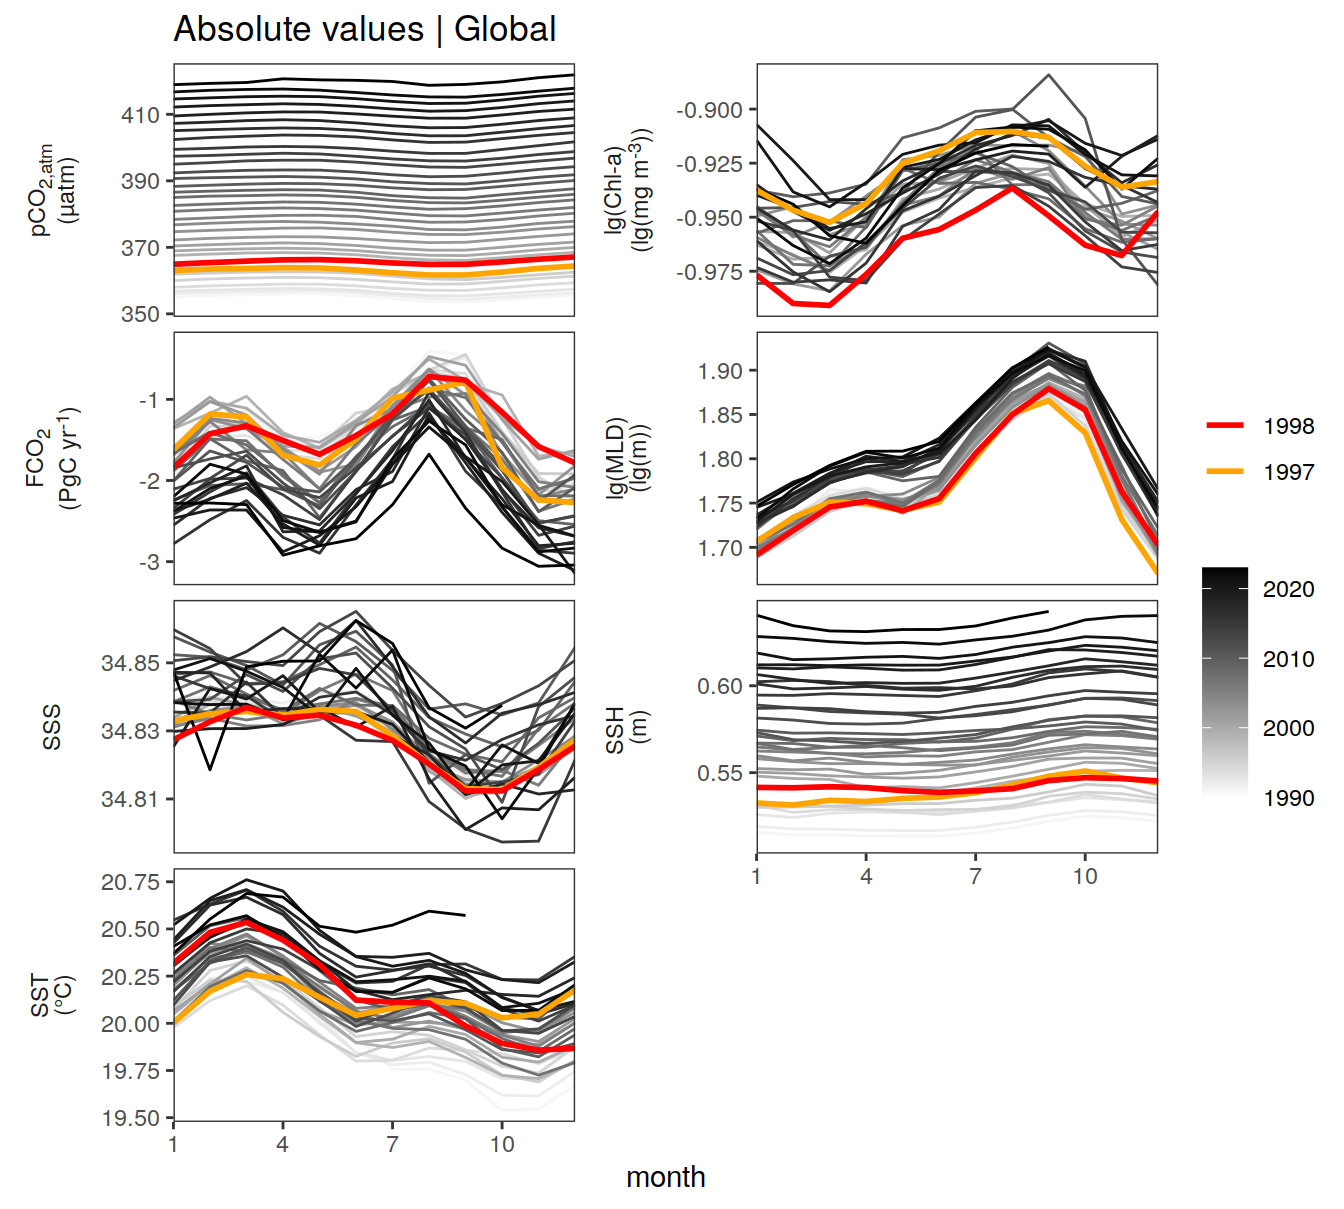 Absolute values | Global
pCO2,atm
(µatm)
410
390
370
350
lg(Chl-a)
(lg(mg m-3))
-0.900
-0.925
-0.950
-0.975
FCO2
(PgC yr-1)
-1
-2
-3
lg(MLD)
(lg(m))
1.90
1.85
1.80
1.75
1.70
SSS
34.85
34.83
34.81
SSH
(m)
0.60
0.55
1 4 7 10
SST
(°C)
20.75
20.50
20.25
20.00
19.75
19.50
1 4 7 10
month
1998
1997
2020
2010
2000
1990